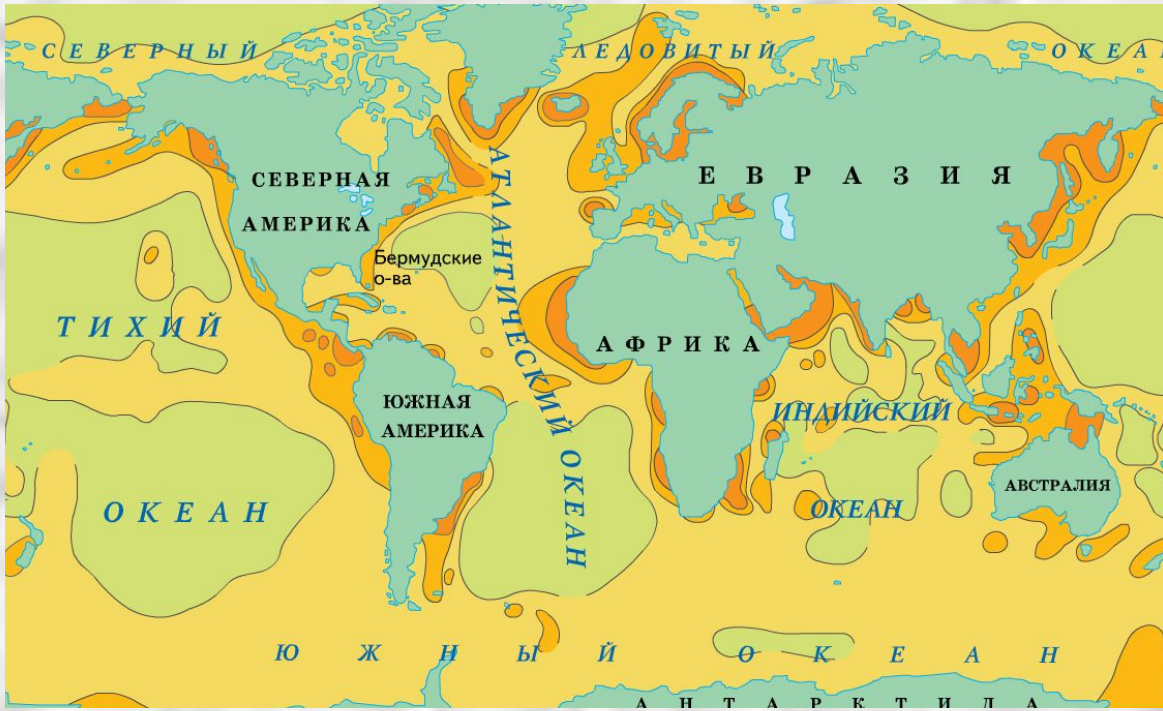 СЕВЕРНЫЙ ЛЕДОВИТЫЙ ОКЕАН
СЕВЕРНАЯ
АМЕРИКА
ЕВРАЗИЯ
АТЛАНТИЧЕСКИЙ ОКЕАН
Бермудские
о-ва
ТИХИЙ
АФРИКА
ЮЖНАЯ
АМЕРИКА
ИНДИЙСКИЙ
АВСТРАЛИЯ
ОКЕАН
ОКЕАН
ЮЖНЫЙ ОКЕАН
АНТАРКТИДА